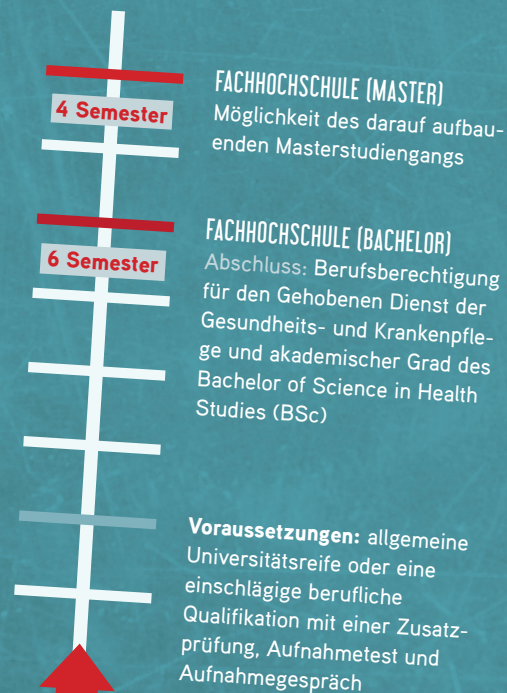 FACHHOCHSCHULE (MASTER)
4 Semester
Möglichkeit des darauf aufbau-
enden Masterstudiengangs
FACHHOCHSCHULE (BACHELOR)
6 Semester
Abschluss: Berufsberechtigung
für den Gehobenen Dienst der
Gesundheits- und Krankenpfle-
ge und akademischer Grad des
Bachelor of Science in Health
Studies (BSc)
Voraussetzungen: allgemeine
Universitätsreife oder eine
einschlägige berufliche
Qualifikation mit einer Zusatz-
prüfung, Aufnahmetest und
Aufnahmegespräch